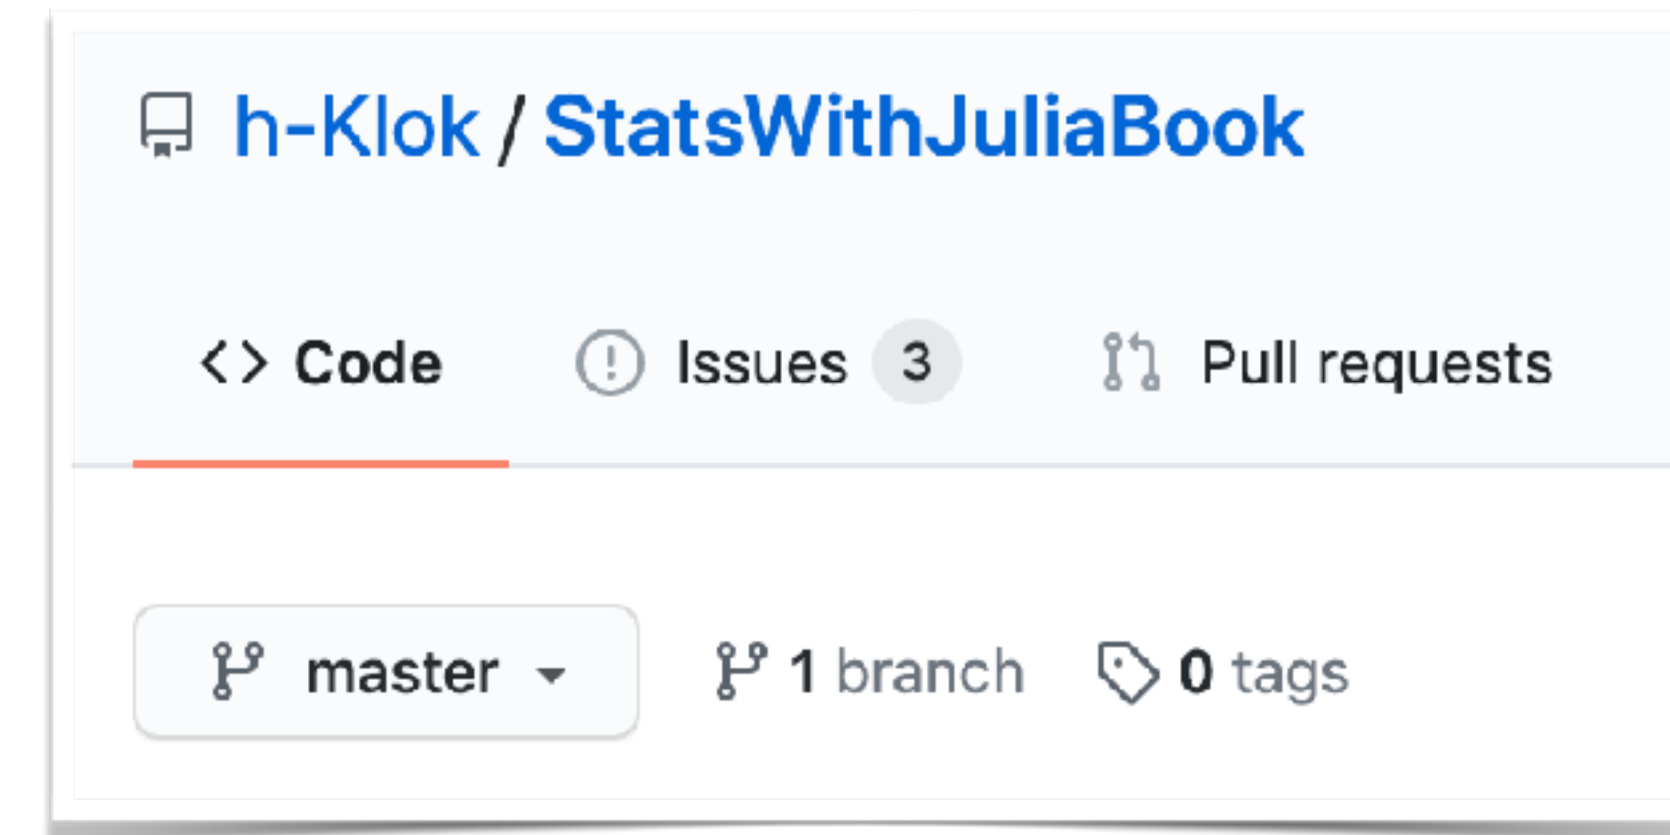 h-Klok / StatsWithJuliaBook
<> Code Issues 3 Pull requests
master 1 branch 0 tags